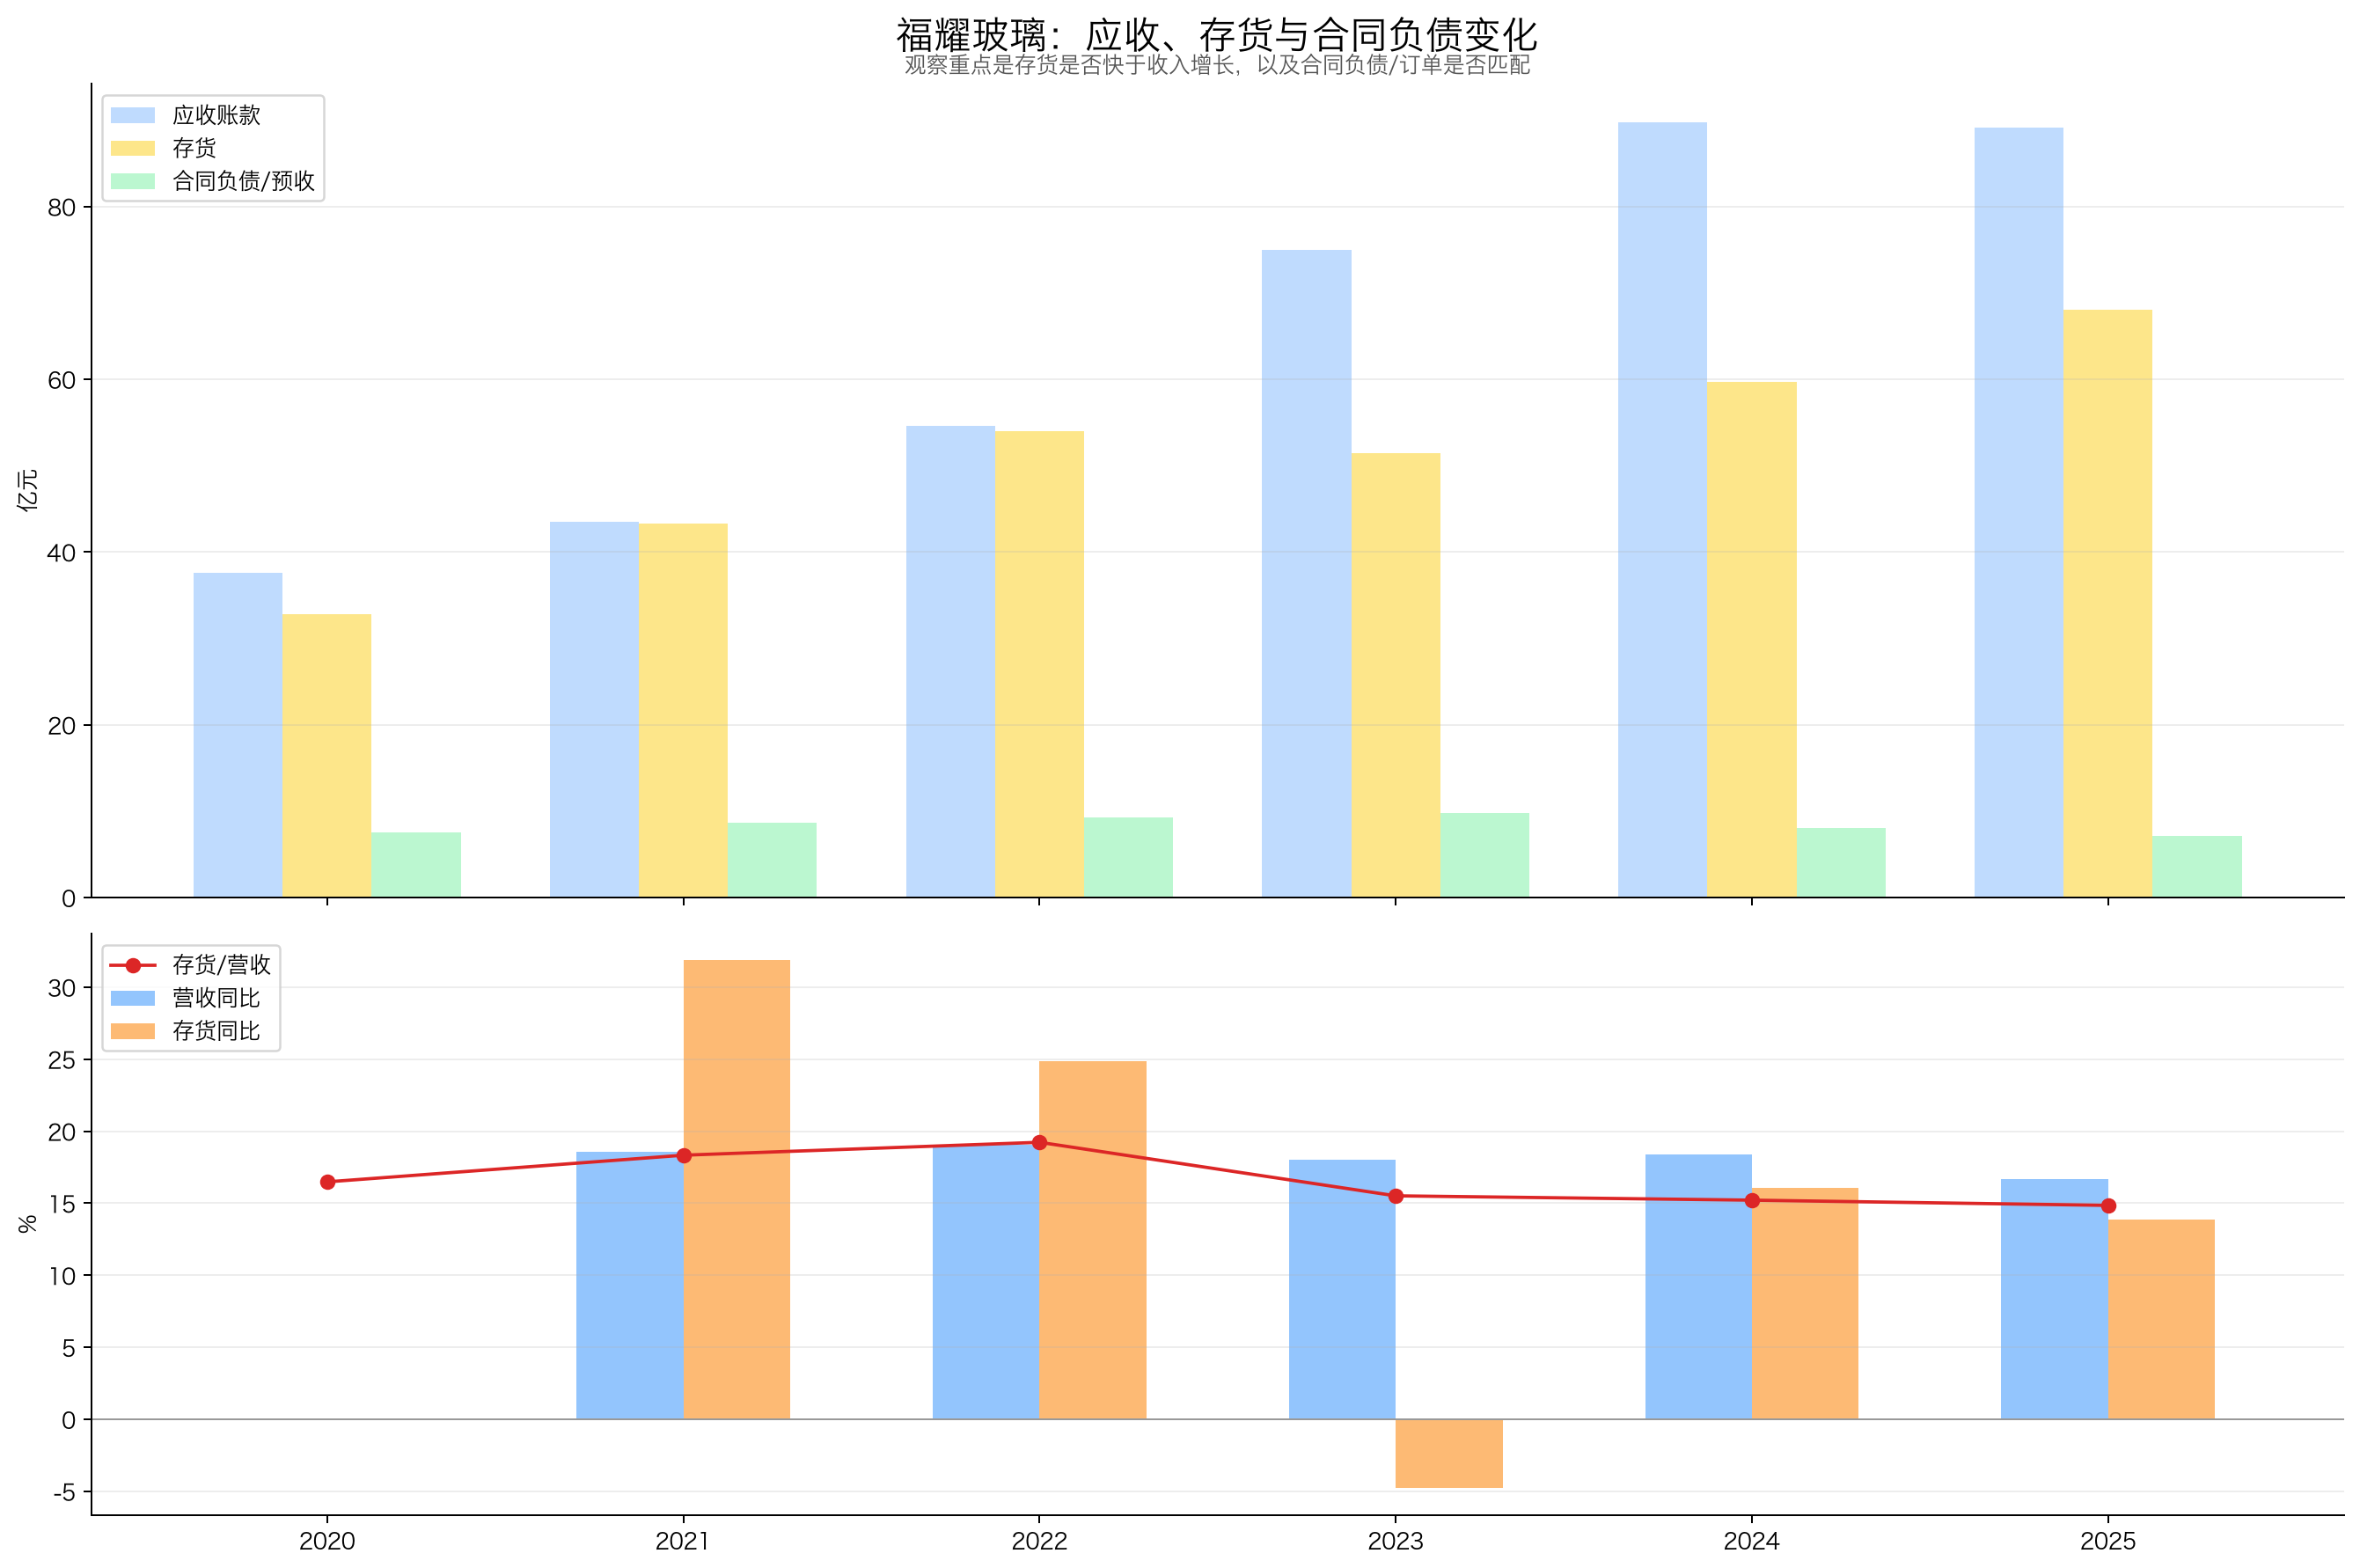 福耀玻璃：应收、存货与合同负债变化
观察重点是存货是否快于收入增长，以及合同负债/订单是否匹配
应收账款
存货
合同负债/预收
80
60
40
20
0
亿元
存货/营收
营收同比
存货同比
30
25
20
15
10
5
0
-5
%
2020 2021 2022 2023 2024 2025